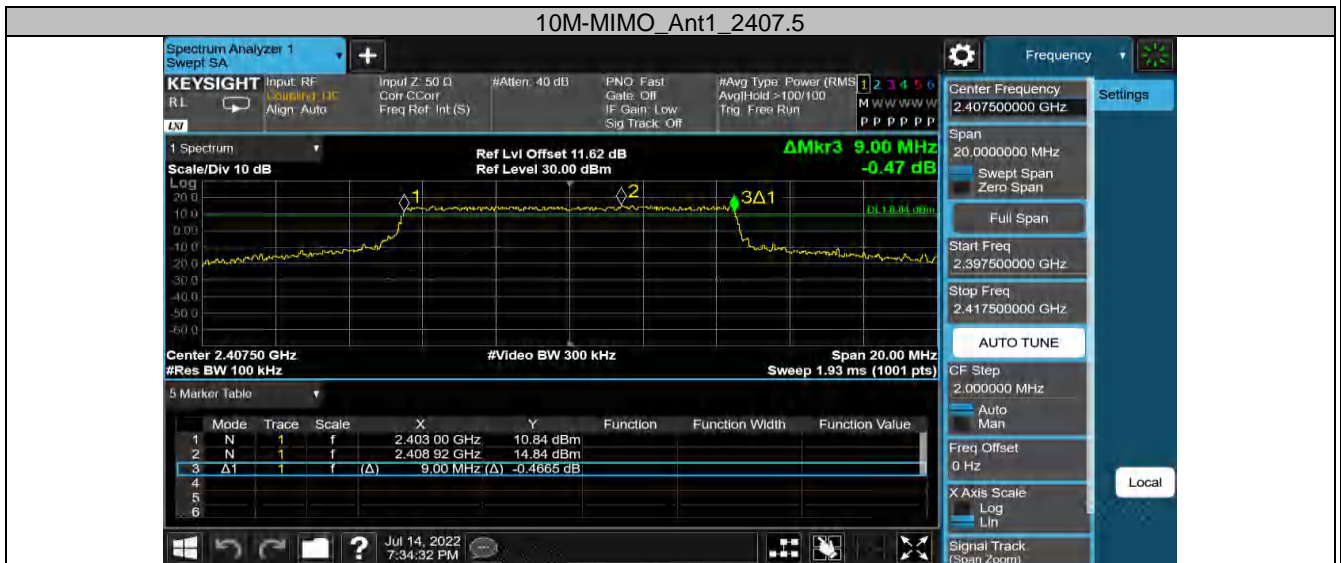 10M-MIMO_Ant1_2407.5
Spectrum Analyzer 1
Swept SA
+
Frequency
KEYSIGHT
RL
LXI
Input: RF
Coupling: DC
Align: Auto
Input Z: 50 Ω
Corr CCorr
Freq Ref: Int (S)
#Atten: 40 dB
PNO: Fast
Gate: Off
IF Gain: Low
Sig Track: Off
#Avg Type: Power (RMS
Avg|Hold >100/100
Trig: Free Run
1 2 3 4 5 6
M W W W W W
P P P P P P
Center Frequency
2.407500000 GHz
Settings
Span
20.0000000 MHz
Swept Span
Zero Span
Full Span
Start Freq
2.397500000 GHz
Stop Freq
2.417500000 GHz
AUTO TUNE
CF Step
2.000000 MHz
Auto
Man
Freq Offset
0 Hz
X Axis Scale
Log
Lin
Signal Track
(Span Zoom)
Local
1 Spectrum
Scale/Div 10 dB
Ref Lvl Offset 11.62 dB
Ref Level 30.00 dBm
ΔMkr3 9.00 MHz
-0.47 dB
Log
20.0
10.0
0.00
-10.0
-20.0
-30.0
-40.0
-50.0
-60.0
1
2
3Δ1
DL1 8.84 dBm
Center 2.40750 GHz
#Res BW 100 kHz
#Video BW 300 kHz
Span 20.00 MHz
Sweep 1.93 ms (1001 pts)
5 Marker Table
Mode Trace Scale X Y Function Function Width Function Value
1 N 1 f 2.403 00 GHz 10.84 dBm
2 N 1 f 2.408 92 GHz 14.84 dBm
3 Δ1 1 f (Δ) 9.00 MHz (Δ) -0.4665 dB
4
5
6
?
Jul 14, 2022
7:34:32 PM